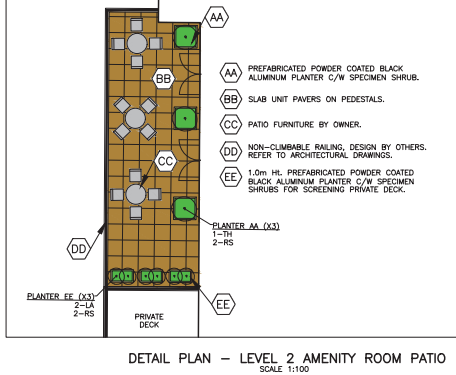 AA
AA PREFABRICATED POWDER COATED BLACK
ALUMINUM PLANTER C/W SPECIMEN SHRUB.
BB
BB SLAB UNIT PAVERS ON PEDESTALS.
CC PATIO FURNITURE BY OWNER.
DD NON-CLIMBABLE RAILING, DESIGN BY OTHERS.
REFER TO ARCHITECTURAL DRAWINGS.
CC
EE 1.0m Ht. PREFABRICATED POWDER COATED
BLACK ALUMINUM PLANTER C/W SPECIMEN
SHRUBS FOR SCREENING PRIVATE DECK.
PLANTER AA (X3)
1-TH
2-RS
DD
PLANTER EE (X3)
2-LA
2-RS
EE
PRIVATE
DECK
DETAIL PLAN - LEVEL 2 AMENITY ROOM PATIO
SCALE 1:100